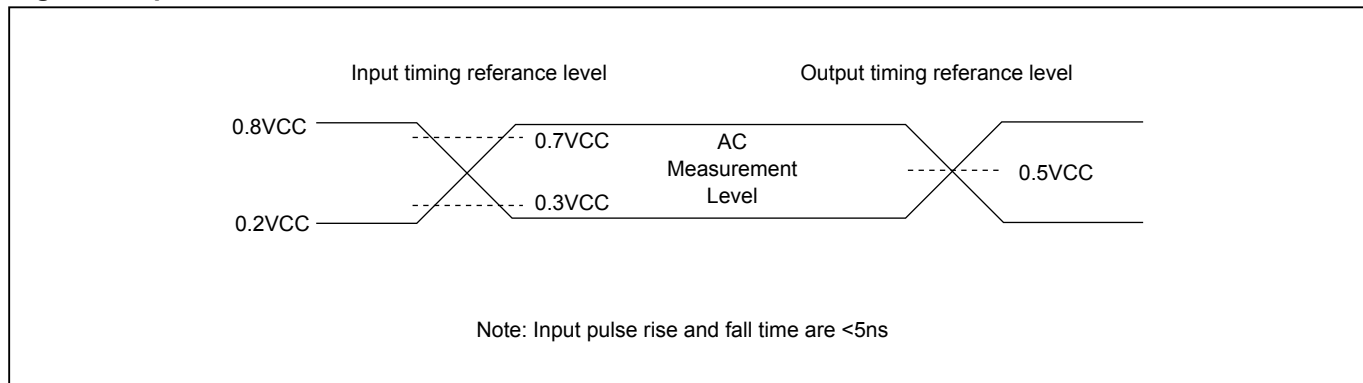 Input timing referance level
Output timing referance level
0.8VCC
0.7VCC
AC
Measurement
Level
0.5VCC
0.3VCC
0.2VCC
Note: Input pulse rise and fall time are <5ns